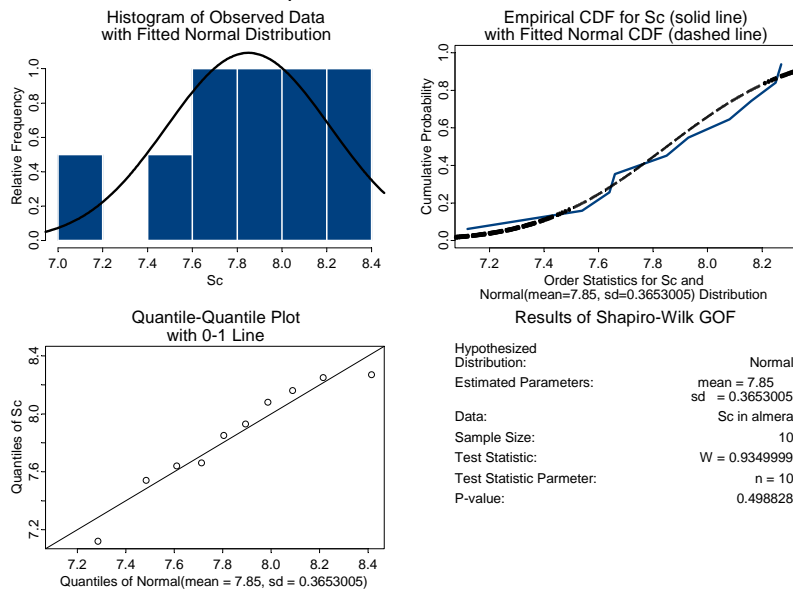 Histogram of Observed Data
with Fitted Normal Distribution
Relative Frequency
1.0
0.8
0.6
0.4
0.2
0.0
7.0 7.2 7.4 7.6 7.8 8.0 8.2 8.4
Sc
Empirical CDF for Sc (solid line)
with Fitted Normal CDF (dashed line)
Cumulative Probability
1.0
0.8
0.6
0.4
0.2
0.0
7.2 7.4 7.6 7.8 8.0 8.2
Order Statistics for Sc and
Normal(mean=7.85, sd=0.3653005) Distribution
Quantile-Quantile Plot
with 0-1 Line
Quantiles of Sc
8.4
8.0
7.6
7.2
7.2 7.4 7.6 7.8 8.0 8.2 8.4
Quantiles of Normal(mean = 7.85, sd = 0.3653005)
Results of Shapiro-Wilk GOF
Hypothesized
Distribution: Normal
Estimated Parameters: mean = 7.85
sd = 0.3653005
Data: Sc in almera
Sample Size: 10
Test Statistic: W = 0.9349999
Test Statistic Parmeter: n = 10
P-value: 0.498828